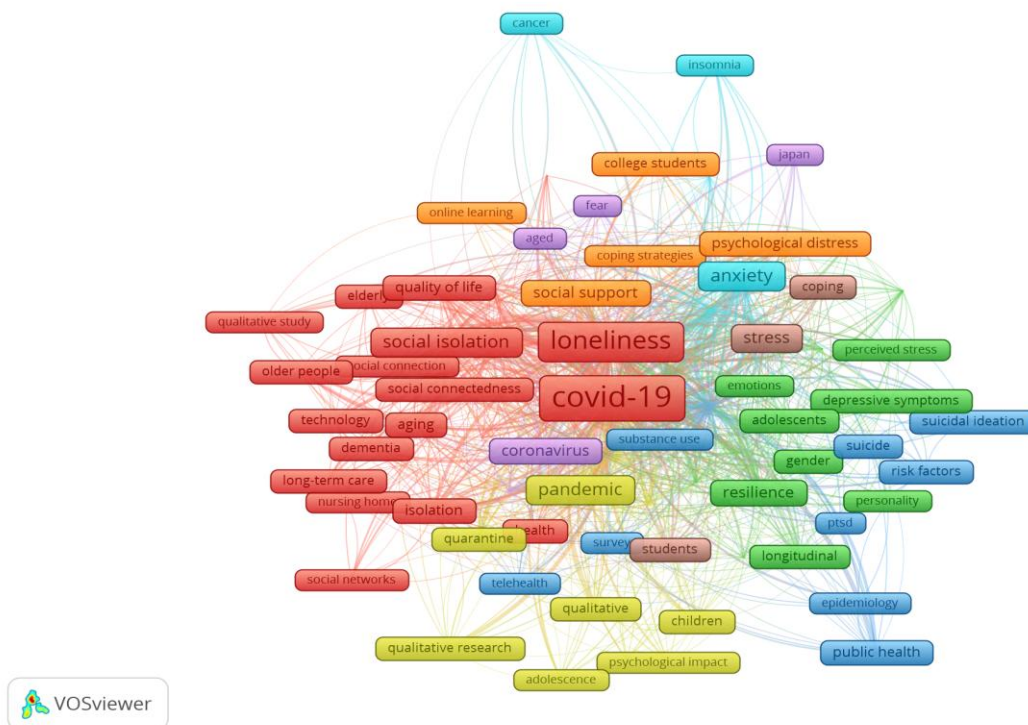 cancer
insomnia
japan
college students
fear
online learning
aged
psychological distress
coping strategies
anxiety
coping
quality of life
elderly
social support
qualitative study
loneliness
stress
social isolation
perceived stress
social connection
older people
emotions
social connectedness
covid-19
depressive symptoms
technology
aging
adolescents
suicidal ideation
substance use
suicide
dementia
coronavirus
gender
risk factors
long-term care
pandemic
resilience
nursing home
personality
isolation
ptsd
health
quarantine
survey
students
longitudinal
social networks
telehealth
epidemiology
qualitative
children
qualitative research
public health
psychological impact
adolescence
VOSviewer